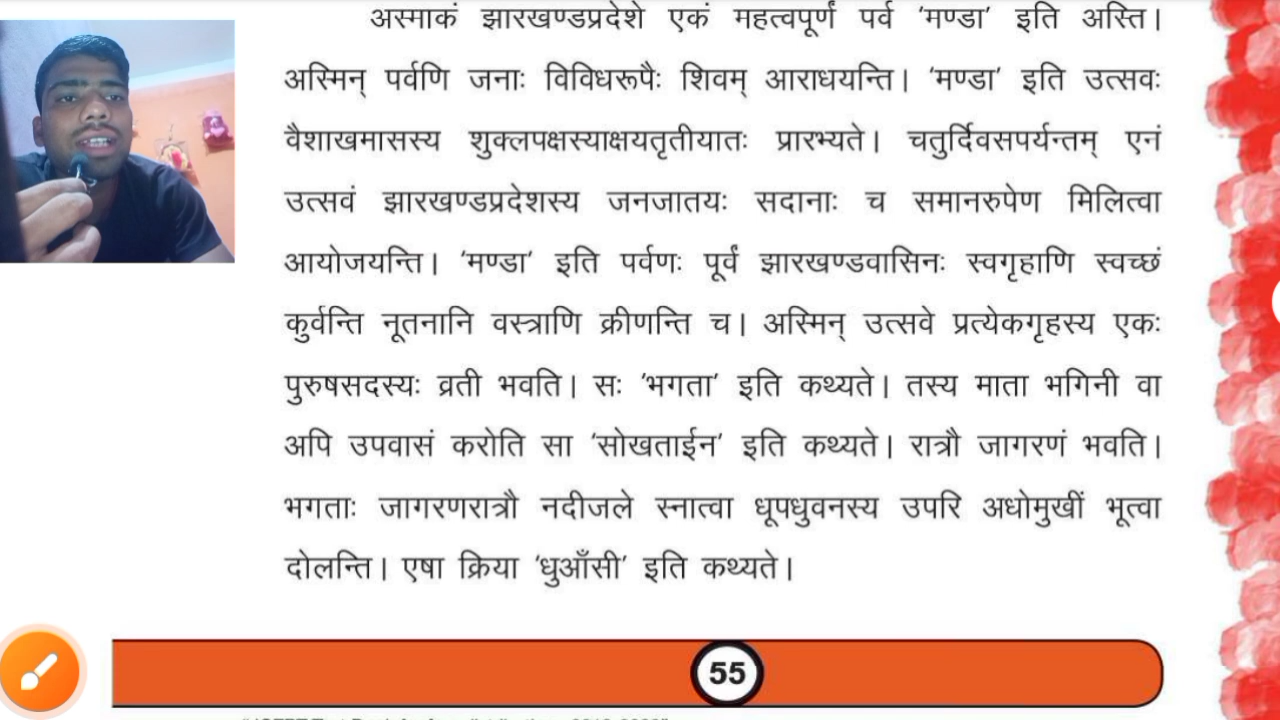 अस्माकं झारखण्डप्रदेशे एकं महत्वपूर्णं पर्व 'मण्डा' इति अस्ति।
अस्मिन् पर्वणि जनाः विविधरूपैः शिवम् आराधयन्ति। 'मण्डा' इति उत्सवः
वैशाखमासस्य शुक्लपक्षस्याक्षयतृतीयातः प्रारभ्यते। चतुर्दिवसपर्यन्तम् एनं
उत्सवं झारखण्डप्रदेशस्य जनजातयः सदानाः च समानरुपेण मिलित्वा
आयोजयन्ति। 'मण्डा' इति पर्वणः पूर्वं झारखण्डवासिनः स्वगृहाणि स्वच्छं
कुर्वन्ति नूतनानि वस्त्राणि क्रीणन्ति च। अस्मिन् उत्सवे प्रत्येकगृहस्य एकः
पुरुषसदस्यः व्रती भवति। सः 'भगता' इति कथ्यते। तस्य माता भगिनी वा
अपि उपवासं करोति सा 'सोखताईन' इति कथ्यते। रात्रौ जागरणं भवति।
भगताः जागरणरात्रौ नदीजले स्नात्वा धूपधुवनस्य उपरि अधोमुखीं भूत्वा
दोलन्ति। एषा क्रिया 'धुआँसी' इति कथ्यते।
55